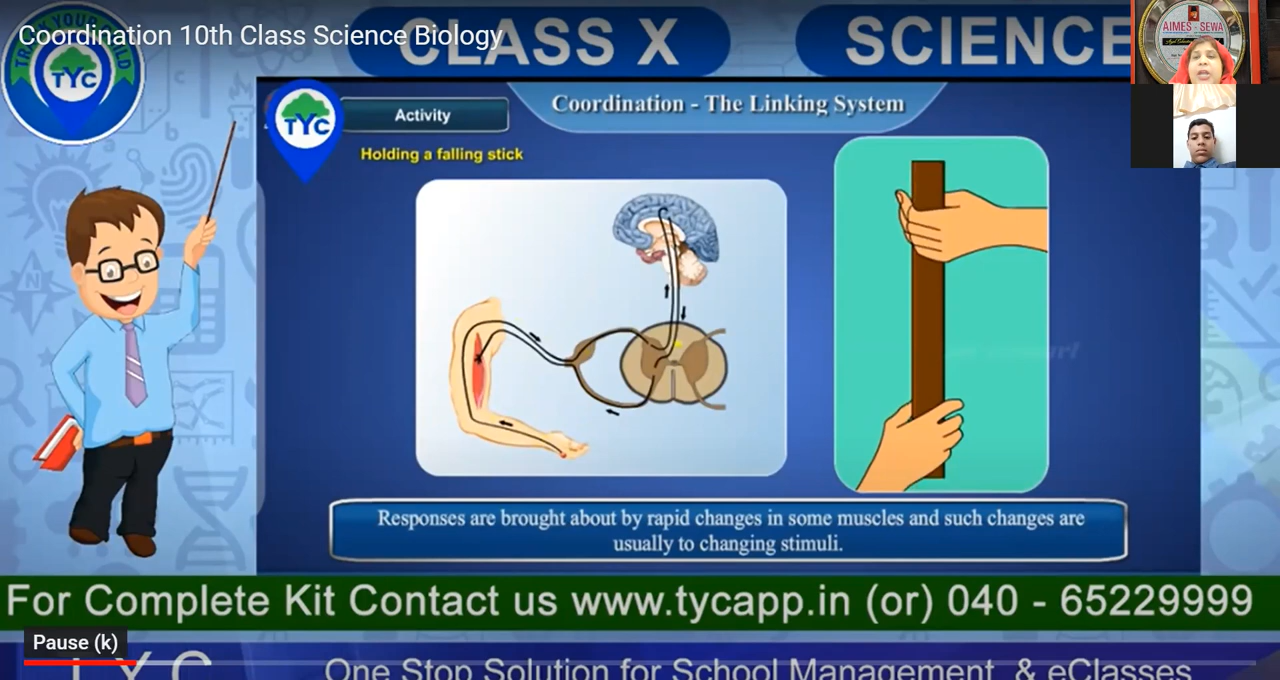 Coordination 10th Class Science Biology
CLASS X
SCIENCE
AIMES - SEWA
TYC
TYC
Activity
Coordination - The Linking System
Holding a falling stick
Responses are brought about by rapid changes in some muscles and such changes are
usually to changing stimuli.
For Complete Kit Contact us www.tycapp.in (or) 040 - 65229999
Pause (k)
TYC
One Stop Solution for School Management & eClasses